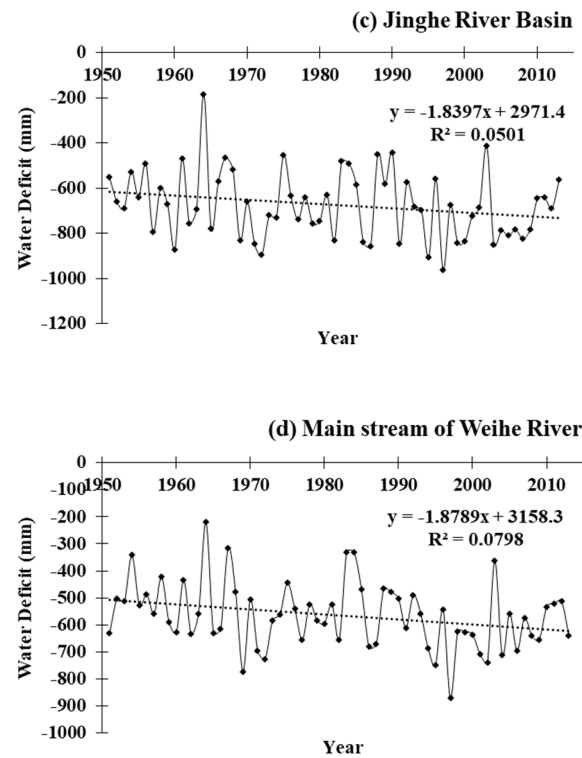 (c) Jinghe River Basin
0
1950 1960 1970 1980 1990 2000 2010
-200
y = -1.8397x + 2971.4
R² = 0.0501
-400
-600
-800
-1000
-1200
Water Deficit (mm)
Year
(d) Main stream of Weihe River
0
-100
1950 1960 1970 1980 1990 2000 2010
-200
y = -1.8789x + 3158.3
R² = 0.0798
-300
-400
-500
-600
-700
-800
-900
-1000
Water Deficit (mm)
Year